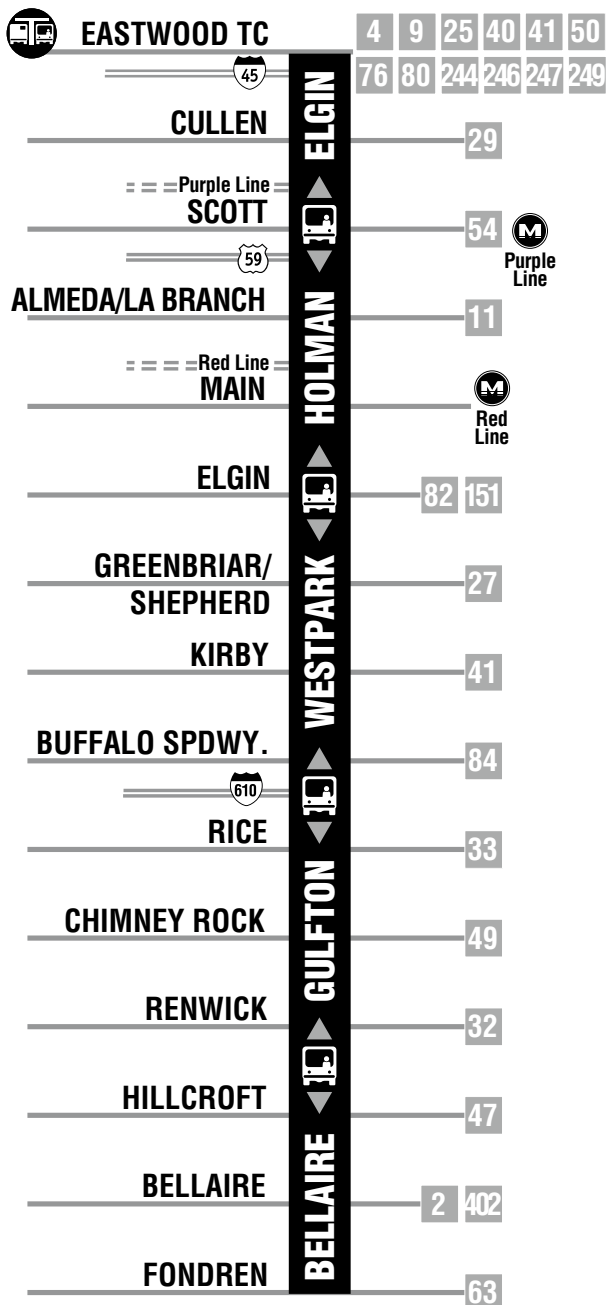 EASTWOOD TC 4 9 25 40 41 50
45 76 80 244 246 247 249
ELGIN
CULLEN 29
Purple Line
SCOTT 54 M
Purple
Line
59
ALMEDA/LA BRANCH 11
HOLMAN
Red Line
MAIN M
Red
Line
ELGIN 82 151
GREENBRIAR/
SHEPHERD 27
WESTPARK
KIRBY 41
BUFFALO SPDWY. 84
610
RICE 33
GULFTON
CHIMNEY ROCK 49
RENWICK 32
HILLCROFT 47
BELLAIRE
BELLAIRE 2 402
FONDREN 63